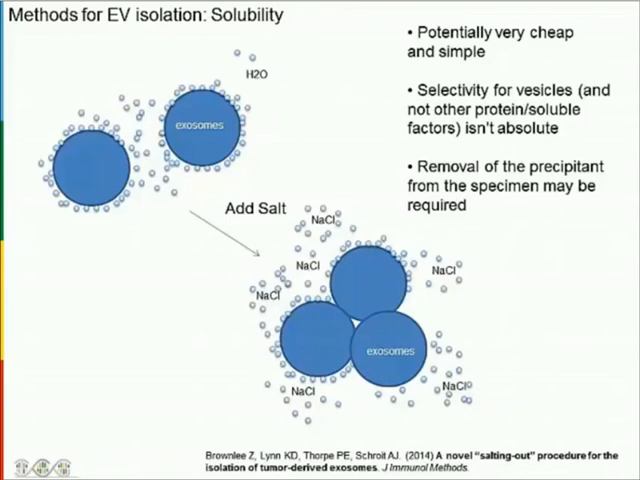 Methods for EV isolation: Solubility
• Potentially very cheap
and simple
H2O
• Selectivity for vesicles (and
not other protein/soluble
factors) isn't absolute
exosomes
• Removal of the precipitant
from the specimen may be
required
Add Salt
NaCl
NaCl
NaCl
NaCl
exosomes
NaCl
NaCl
Brownlee Z, Lynn KD, Thorpe PE, Schroit AJ. (2014) A novel "salting-out" procedure for the
isolation of tumor-derived exosomes. J Immunol Methods.